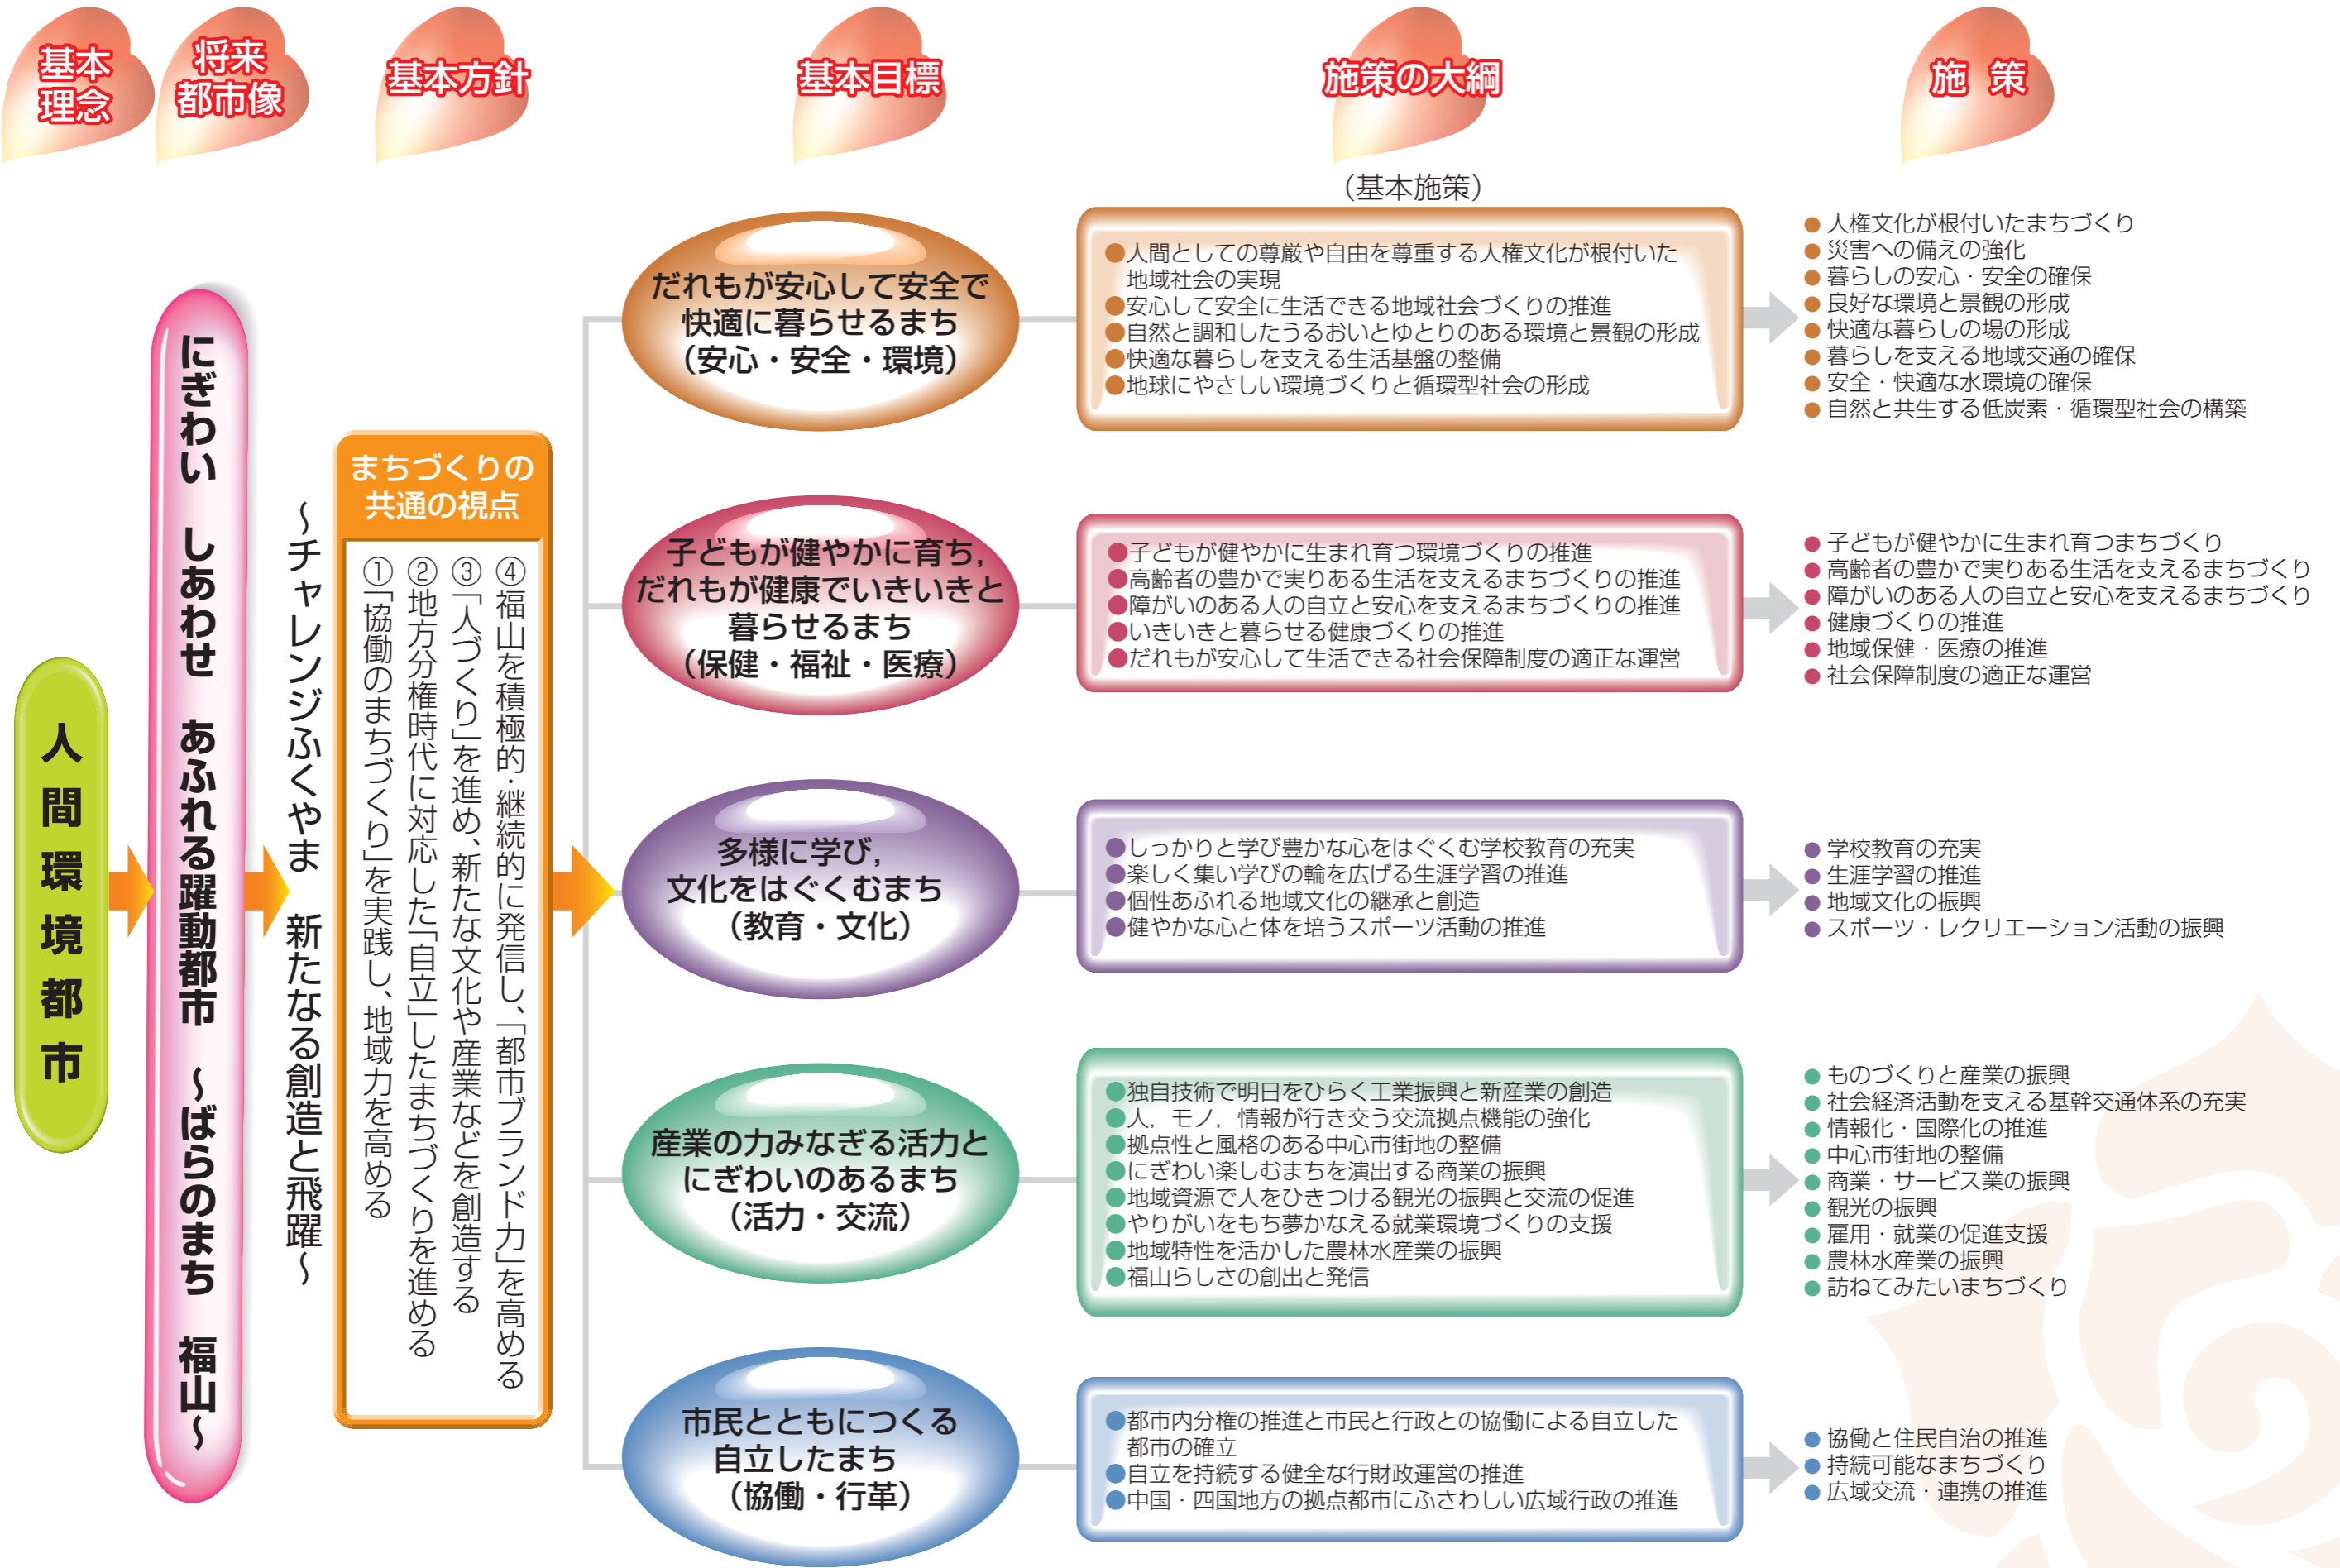 基本
理念
将来
都市像
基本方針
基本目標
施策の大綱
施 策
人間環境都市
にぎわい しあわせ あふれる躍動都市 ～ばらのまち 福山～
～チャレンジふくやま 新たなる創造と飛躍～
まちづくりの
共通の視点
①「協働のまちづくり」を実践し、地域力を高める
②地方分権時代に対応した「自立」したまちづくりを進める
③「人づくり」を進め、新たな文化や産業などを創造する
④福山を積極的・継続的に発信し、「都市ブランド力」を高める
（基本施策）
だれもが安心して安全で
快適に暮らせるまち
（安心・安全・環境）
●人間としての尊厳や自由を尊重する人権文化が根付いた
地域社会の実現
●安心して安全に生活できる地域社会づくりの推進
●自然と調和したうるおいとゆとりのある環境と景観の形成
●快適な暮らしを支える生活基盤の整備
●地球にやさしい環境づくりと循環型社会の形成
●人権文化が根付いたまちづくり
●災害への備えの強化
●暮らしの安心・安全の確保
●良好な環境と景観の形成
●快適な暮らしの場の形成
●暮らしを支える地域交通の確保
●安全・快適な水環境の確保
●自然と共生する低炭素・循環型社会の構築
子どもが健やかに育ち，
だれもが健康でいきいきと
暮らせるまち
（保健・福祉・医療）
●子どもが健やかに生まれ育つ環境づくりの推進
●高齢者の豊かで実りある生活を支えるまちづくりの推進
●障がいのある人の自立と安心を支えるまちづくりの推進
●いきいきと暮らせる健康づくりの推進
●だれもが安心して生活できる社会保障制度の適正な運営
●子どもが健やかに生まれ育つまちづくり
●高齢者の豊かで実りある生活を支えるまちづくり
●障がいのある人の自立と安心を支えるまちづくり
●健康づくりの推進
●地域保健・医療の推進
●社会保障制度の適正な運営
多様に学び，
文化をはぐくむまち
（教育・文化）
●しっかりと学び豊かな心をはぐくむ学校教育の充実
●楽しく集い学びの輪を広げる生涯学習の推進
●個性あふれる地域文化の継承と創造
●健やかな心と体を培うスポーツ活動の推進
●学校教育の充実
●生涯学習の推進
●地域文化の振興
●スポーツ・レクリエーション活動の振興
産業の力みなぎる活力と
にぎわいのあるまち
（活力・交流）
●独自技術で明日をひらく工業振興と新産業の創造
●人，モノ，情報が行き交う交流拠点機能の強化
●拠点性と風格のある中心市街地の整備
●にぎわい楽しむまちを演出する商業の振興
●地域資源で人をひきつける観光の振興と交流の促進
●やりがいをもち夢かなえる就業環境づくりの支援
●地域特性を活かした農林水産業の振興
●福山らしさの創出と発信
●ものづくりと産業の振興
●社会経済活動を支える基幹交通体系の充実
●情報化・国際化の推進
●中心市街地の整備
●商業・サービス業の振興
●観光の振興
●雇用・就業の促進支援
●農林水産業の振興
●訪ねてみたいまちづくり
市民とともにつくる
自立したまち
（協働・行革）
●都市内分権の推進と市民と行政との協働による自立した
都市の確立
●自立を持続する健全な行財政運営の推進
●中国・四国地方の拠点都市にふさわしい広域行政の推進
●協働と住民自治の推進
●持続可能なまちづくり
●広域交流・連携の推進